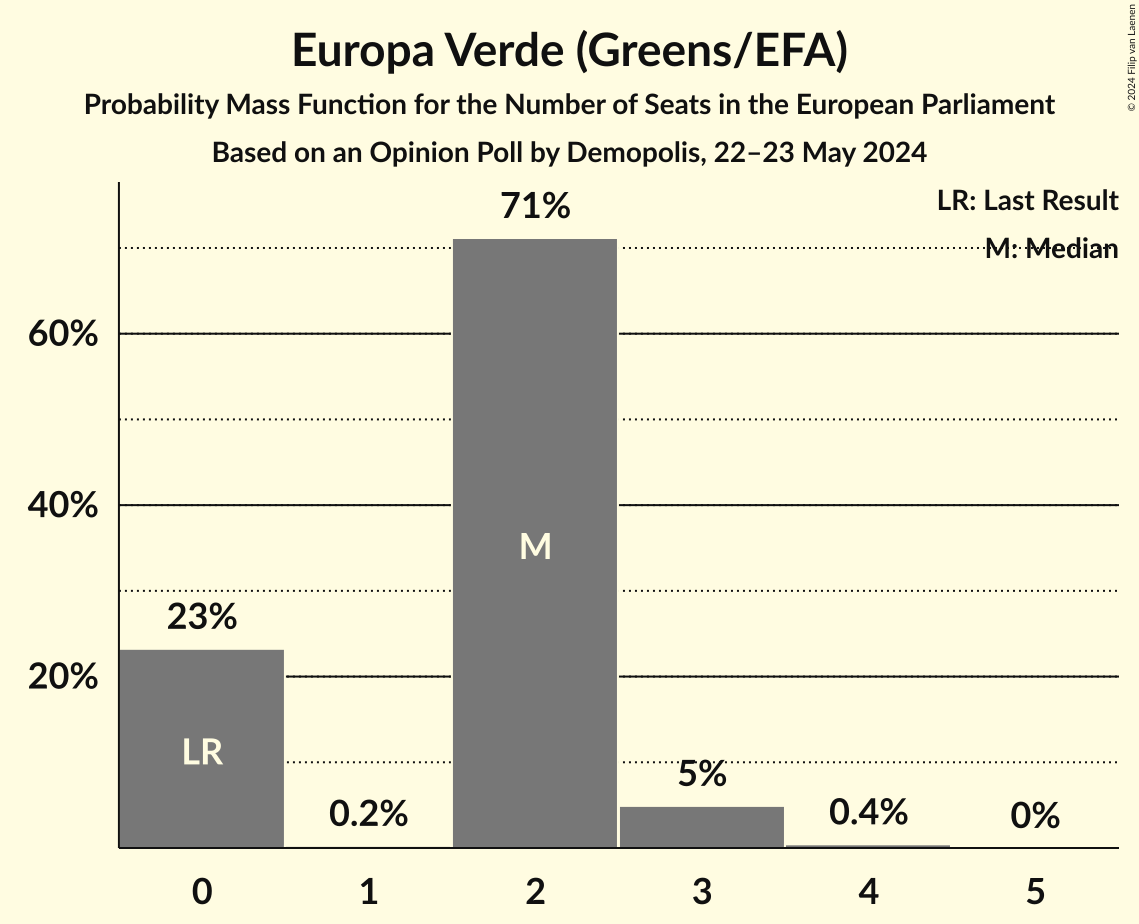 Europa Verde (Greens/EFA)
Probability Mass Function for the Number of Seats in the European Parliament
Based on an Opinion Poll by Demopolis, 22–23 May 2024
© 2024 Filip van Laenen
LR: Last Result
M: Median
71%
60%
40%
M
23%
20%
LR
5%
0.2%
0.4%
0%
0 1 2 3 4 5